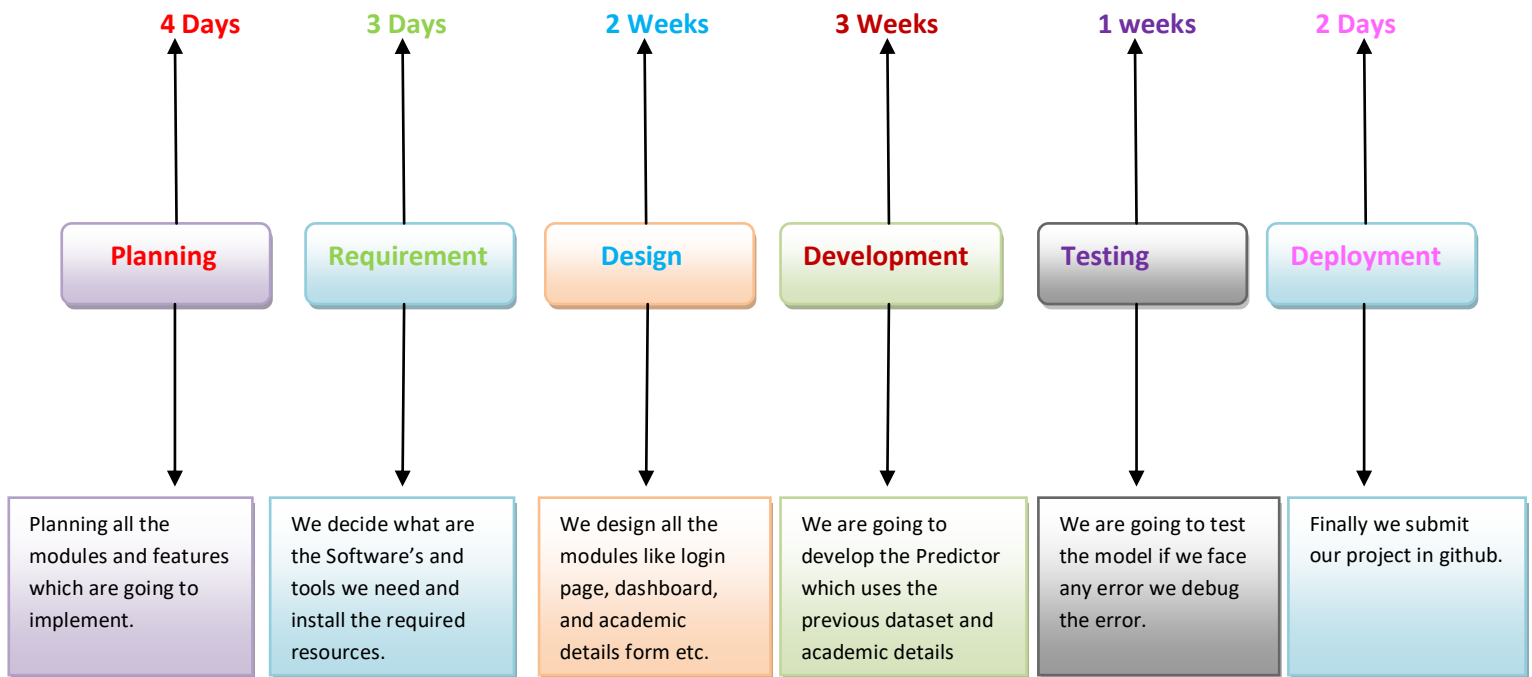 4 Days
3 Days
2 Weeks
3 Weeks
1 weeks
2 Days
Planning
Requirement
Design
Development
Testing
Deployment
Planning all the
modules and features
which are going to
implement.
We decide what are
the Software’s and
tools we need and
install the required
resources.
We design all the
modules like login
page, dashboard,
and academic
details form etc.
We are going to
develop the Predictor
which uses the
previous dataset and
academic details
We are going to test
the model if we face
any error we debug
the error.
Finally we submit
our project in github.